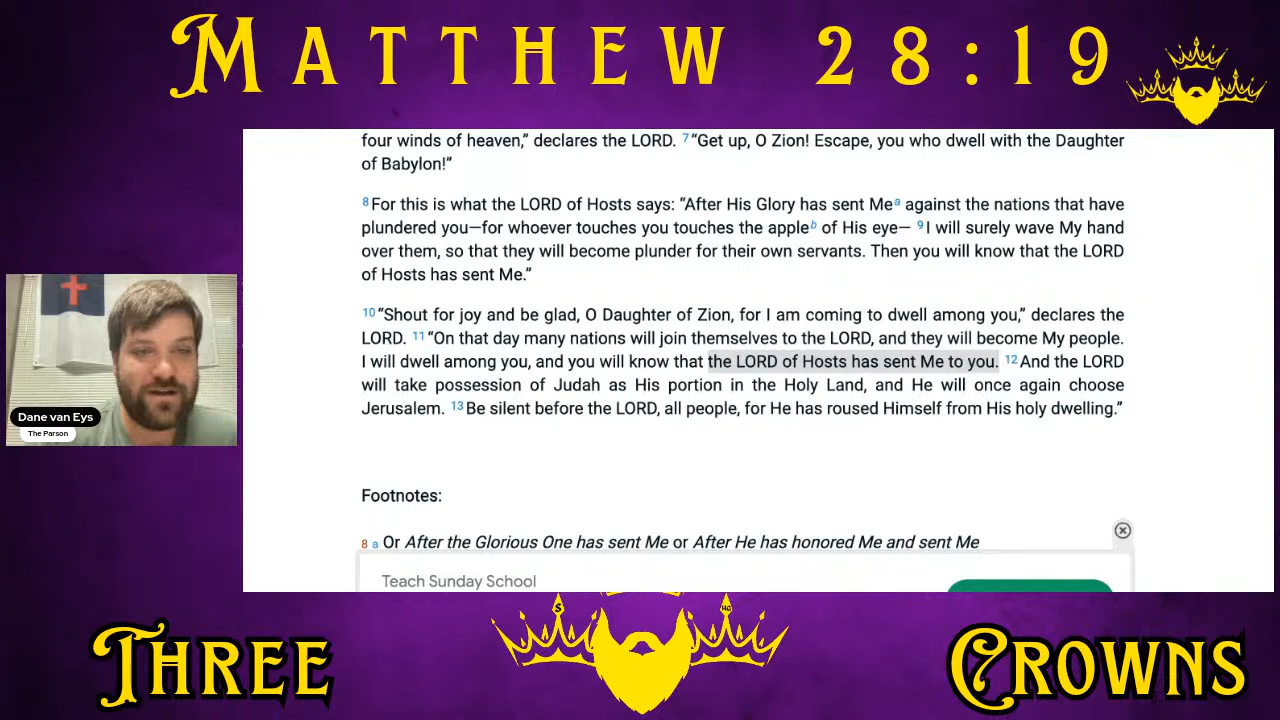 MATTHEW 28:19
four winds of heaven,” declares the LORD. 7 “Get up, O Zion! Escape, you who dwell with the Daughter
of Babylon!”
8 For this is what the LORD of Hosts says: “After His Glory has sent Me a against the nations that have
plundered you—for whoever touches you touches the apple b of His eye— 9 I will surely wave My hand
over them, so that they will become plunder for their own servants. Then you will know that the LORD
of Hosts has sent Me.”
10 “Shout for joy and be glad, O Daughter of Zion, for I am coming to dwell among you,” declares the
LORD. 11 “On that day many nations will join themselves to the LORD, and they will become My people.
I will dwell among you, and you will know that the LORD of Hosts has sent Me to you. 12 And the LORD
will take possession of Judah as His portion in the Holy Land, and He will once again choose
Jerusalem. 13 Be silent before the LORD, all people, for He has roused Himself from His holy dwelling.”
Dane van Eys
The Parson
Footnotes:
8 a Or After the Glorious One has sent Me or After He has honored Me and sent Me
Teach Sunday School
S HG
THREE CROWNS